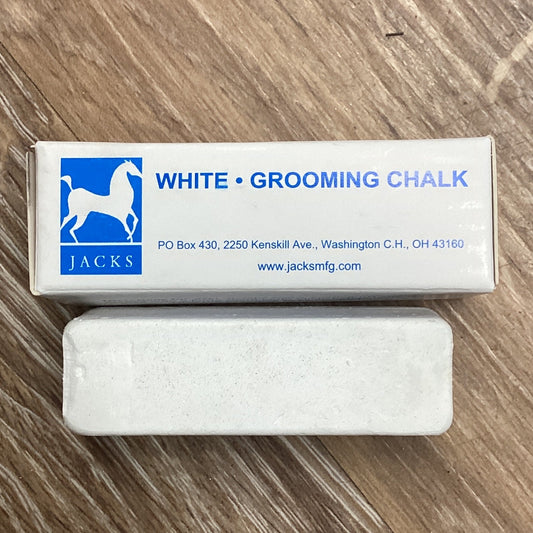 WHITE • GROOMING CHALK
PO Box 430, 2250 Kenskill Ave., Washington C.H., OH 43160
www.jacksmfg.com
JACKS